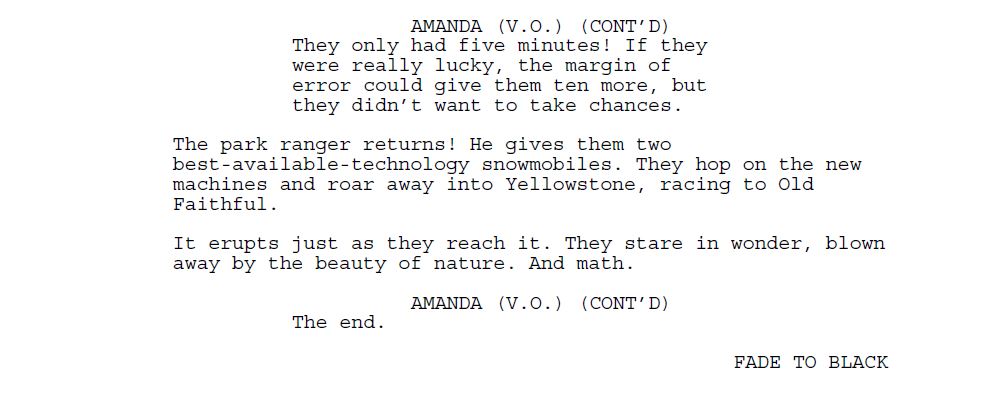 AMANDA (V.O.) (CONT'D)
They only had five minutes! If they
were really lucky, the margin of
error could give them ten more, but
they didn't want to take chances.
The park ranger returns! He gives them two
best-available-technology snowmobiles. They hop on the new
machines and roar away into Yellowstone, racing to Old
Faithful.
It erupts just as they reach it. They stare in wonder, blown
away by the beauty of nature. And math.
AMANDA (V.O.) (CONT'D)
The end.
FADE TO BLACK